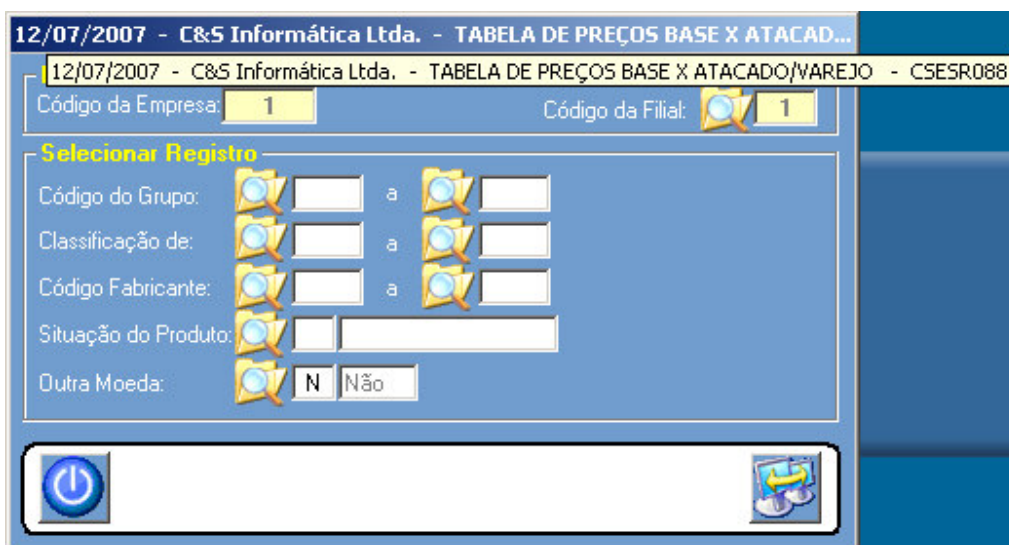 12/07/2007 - C&S Informática Ltda. - TABELA DE PREÇOS BASE X ATACAD...
12/07/2007 - C&S Informática Ltda. - TABELA DE PREÇOS BASE X ATACADO/VAREJO - CSESR088
Código da Empresa: 1 Código da Filial: 1
Selecionar Registro
Código do Grupo: a
Classificação de: a
Código Fabricante: a
Situação do Produto:
Outra Moeda: N Não